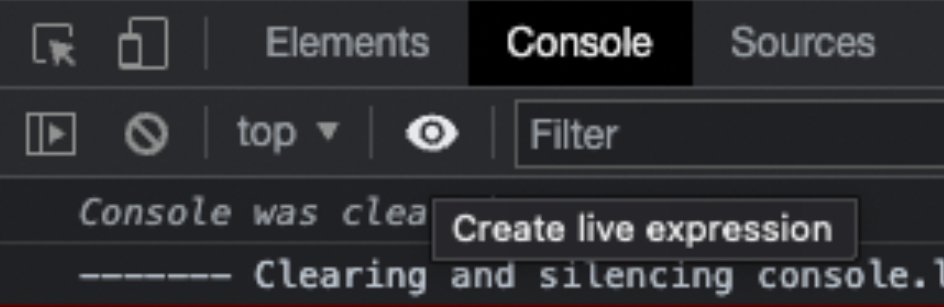 Elements Console Sources
top Filter
Console was clea
Create live expression
------- Clearing and silencing console.l